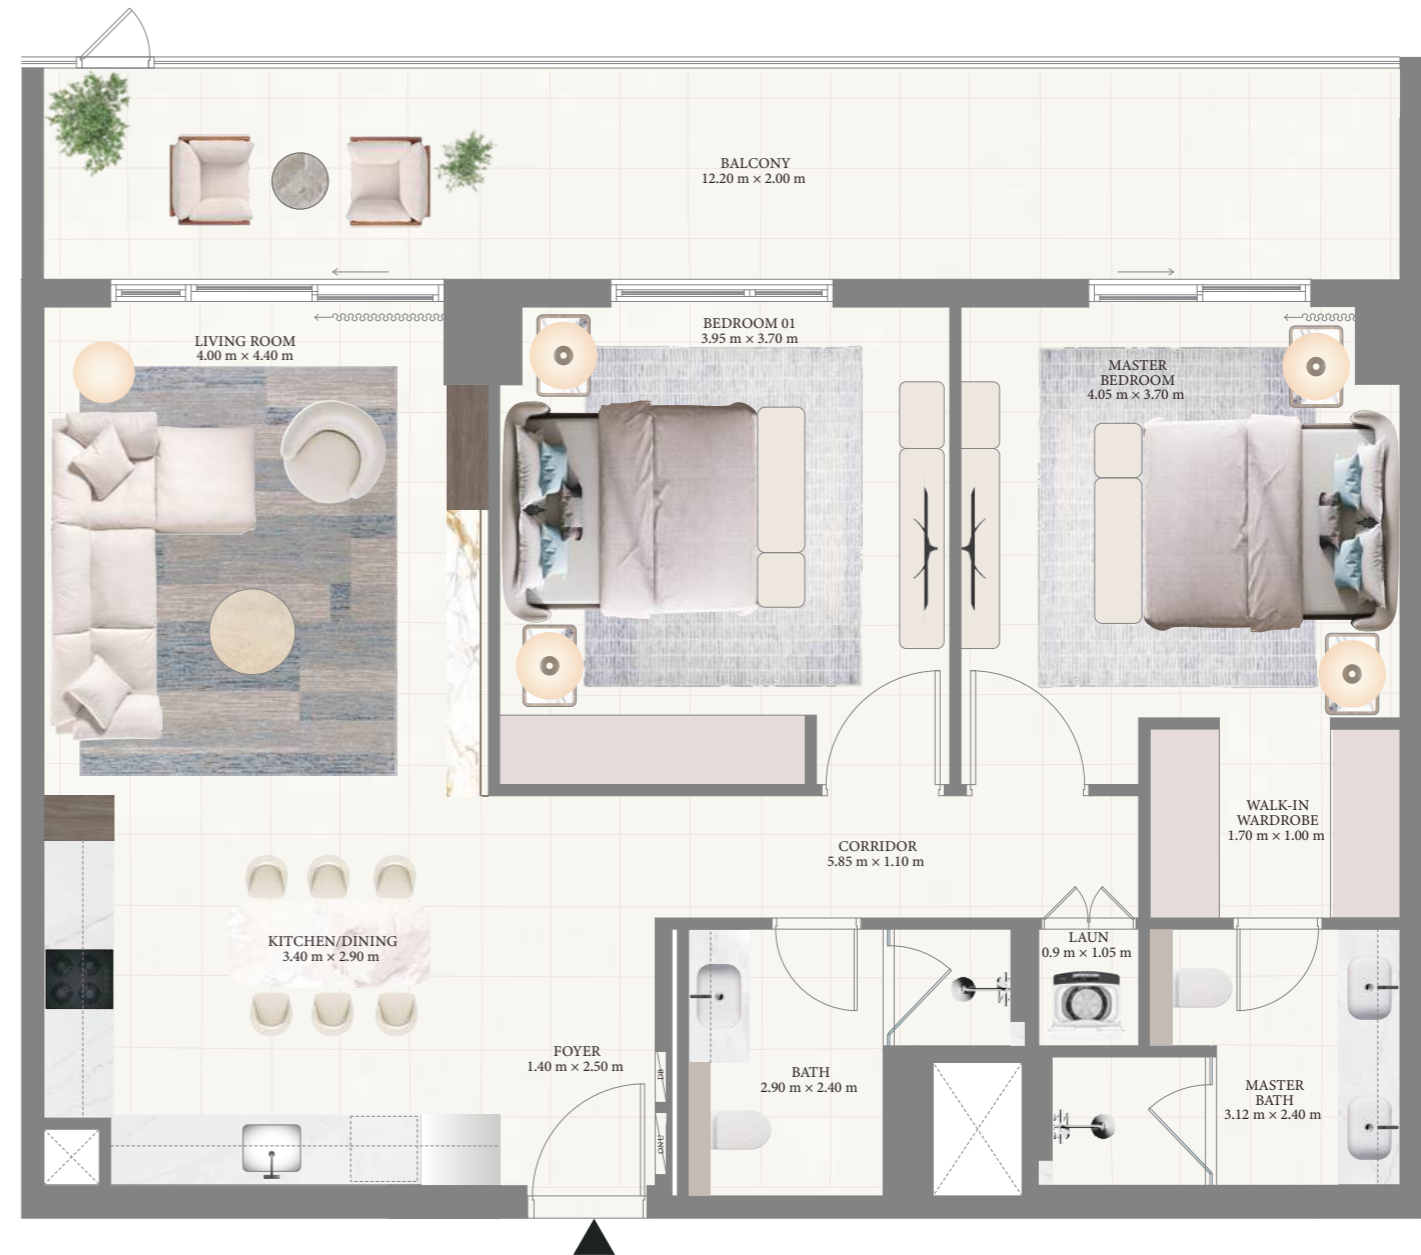 BALCONY
12.20 m × 2.00 m
LIVING ROOM
4.00 m × 4.40 m
BEDROOM 01
3.95 m × 3.70 m
MASTER
BEDROOM
4.05 m × 3.70 m
WALK-IN
WARDROBE
1.70 m × 1.00 m
CORRIDOR
5.85 m × 1.10 m
KITCHEN/DINING
3.40 m × 2.90 m
LAUN
0.9 m × 1.05 m
FOYER
1.40 m × 2.50 m
DB
ONU
BATH
2.90 m × 2.40 m
MASTER
BATH
3.12 m × 2.40 m